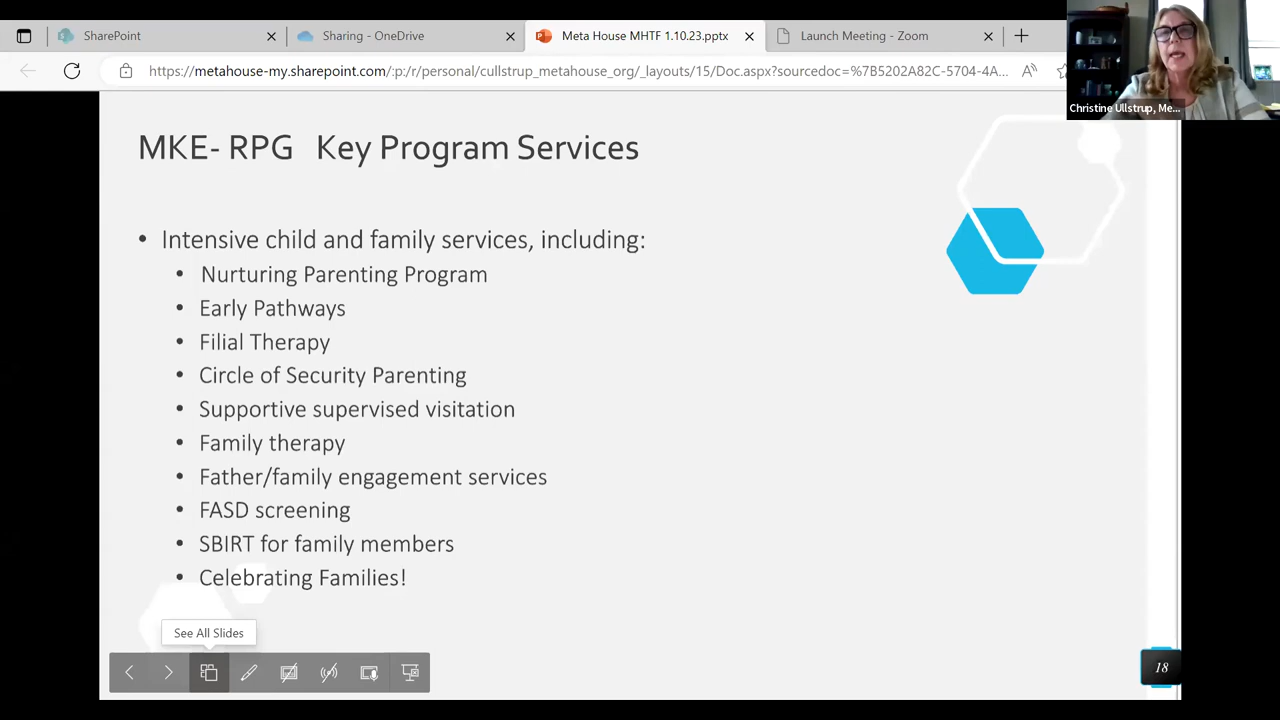 SharePoint
Sharing - OneDrive
Meta House MHTF 1.10.23.pptx
Launch Meeting - Zoom
https://metahouse-my.sharepoint.com/:p:/r/personal/cullstrup_metahouse_org/_layouts/15/Doc.aspx?sourcedoc=%7B5202A82C-5704-4A...
Christine Ullstrup, Me...
MKE- RPG Key Program Services
• Intensive child and family services, including:
• Nurturing Parenting Program
• Early Pathways
• Filial Therapy
• Circle of Security Parenting
• Supportive supervised visitation
• Family therapy
• Father/family engagement services
• FASD screening
• SBIRT for family members
• Celebrating Families!
See All Slides
18